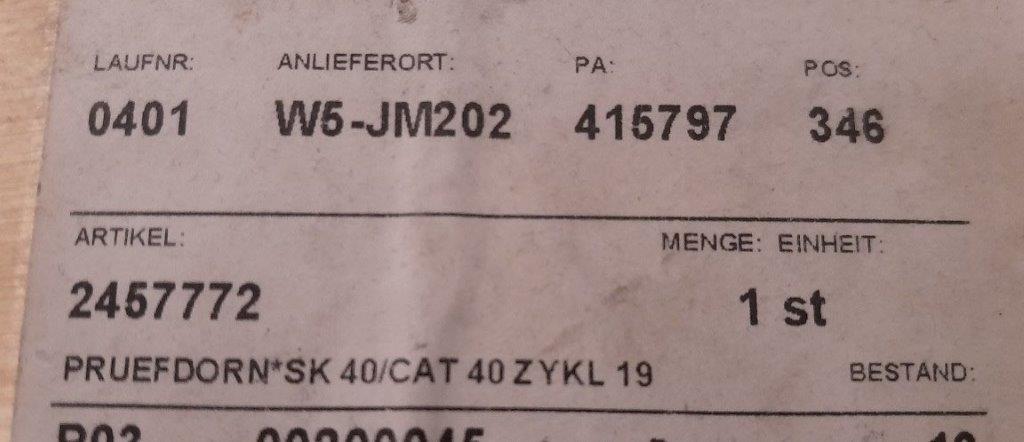 LAUFNR: ANLIEFERORT: PA: POS:
0401 W5-JM202 415797 346
ARTIKEL: MENGE: EINHEIT:
2457772 1 st
PRUEFDORN*SK 40/CAT 40 ZYKL 19 BESTAND: